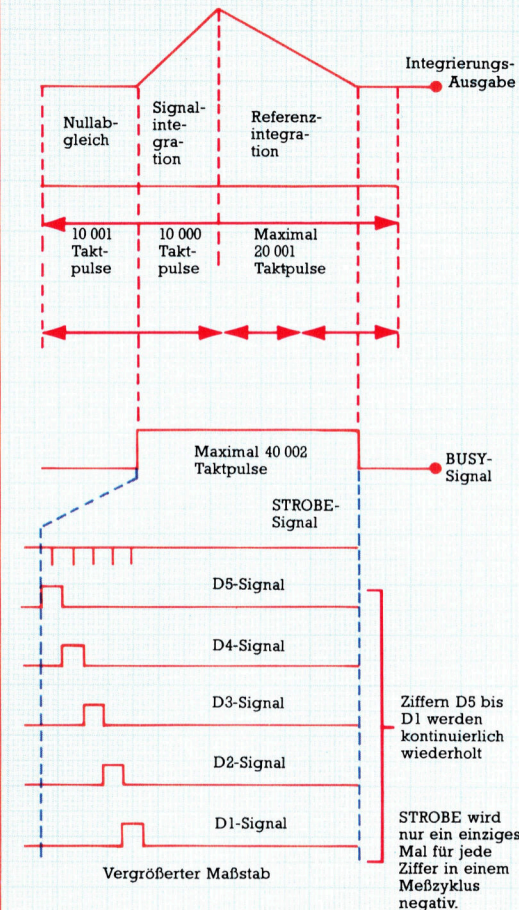 Integrierungs-
Ausgabe
Nullab-
gleich
Signal-
inte-
gra-
tion
Referenz-
integra-
tion
10 001
Takt-
pulse
10 000
Takt-
pulse
Maximal
20 001
Taktpulse
Maximal 40 002
Taktpulse
BUSY-
Signal
STROBE-
Signal
D5-Signal
D4-Signal
D3-Signal
D2-Signal
D1-Signal
Ziffern D5 bis
D1 werden
kontinuierlich
wiederholt
STROBE wird
nur ein einziges
Mal für jede
Ziffer in einem
Meßzyklus
negativ.
Vergrößerter Maßstab